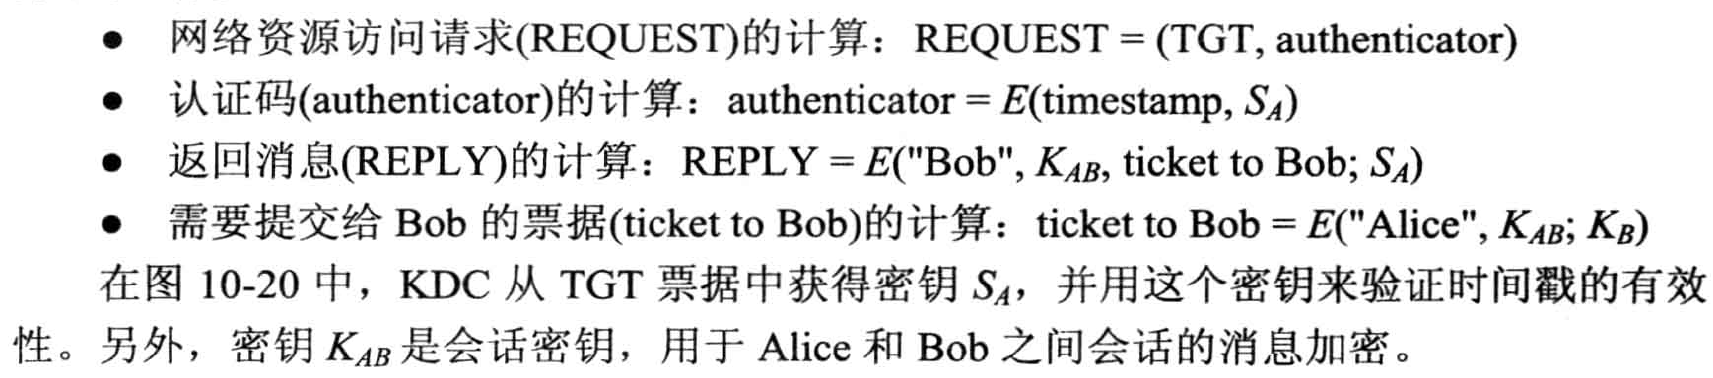 ● 网络资源访问请求(REQUEST)的计算：REQUEST = (TGT, authenticator)
● 认证码(authenticator)的计算：authenticator = E(timestamp, S_A)
● 返回消息(REPLY)的计算：REPLY = E("Bob", K_AB, ticket to Bob; S_A)
● 需要提交给 Bob 的票据(ticket to Bob)的计算：ticket to Bob = E("Alice", K_AB; K_B)
在图 10-20 中，KDC 从 TGT 票据中获得密钥 S_A，并用这个密钥来验证时间戳的有效
性。另外，密钥 K_AB 是会话密钥，用于 Alice 和 Bob 之间会话的消息加密。